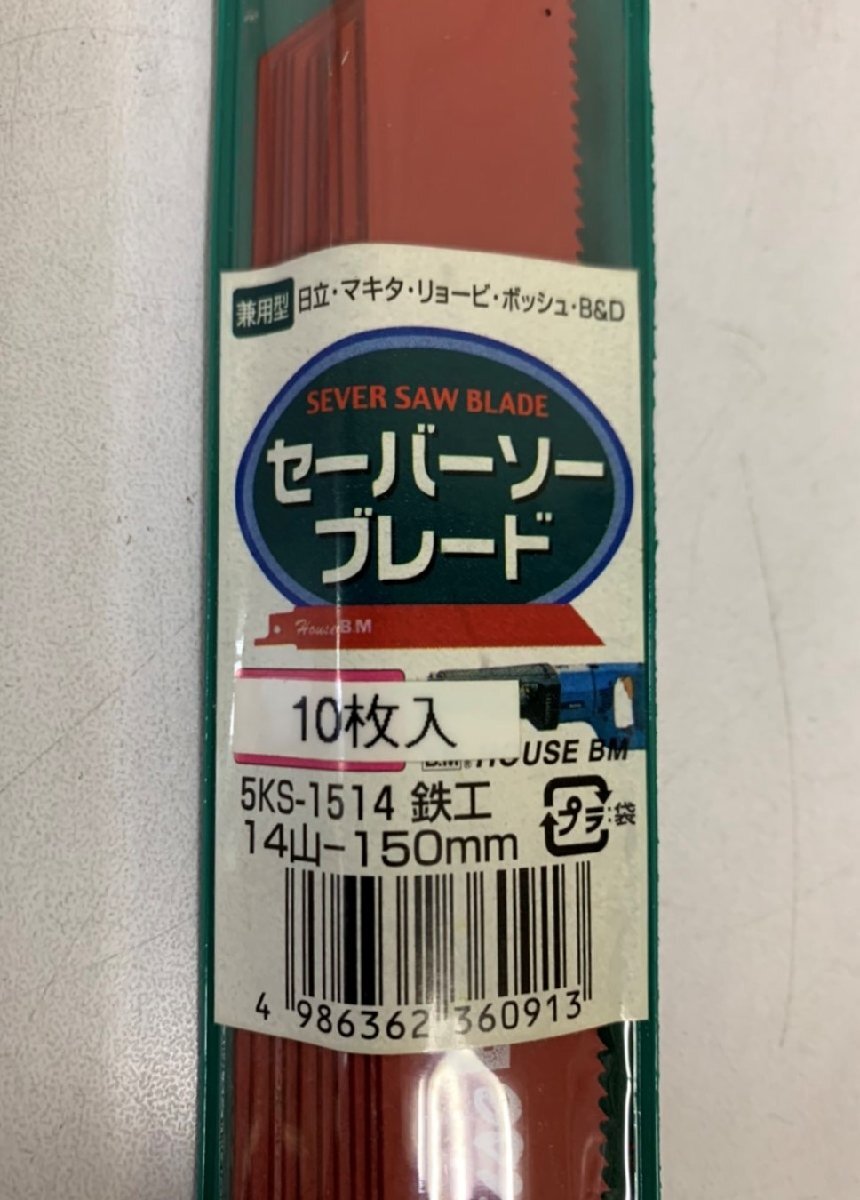 兼用型 日立・マキタ・リョービ・ボッシュ・B&D
SEVER SAW BLADE
セーバーソー
ブレード
House BM
10枚入
B.M® HOUSE BM
5KS-1514 鉄工
プラ :袋
14山-150mm
4 986362 360913